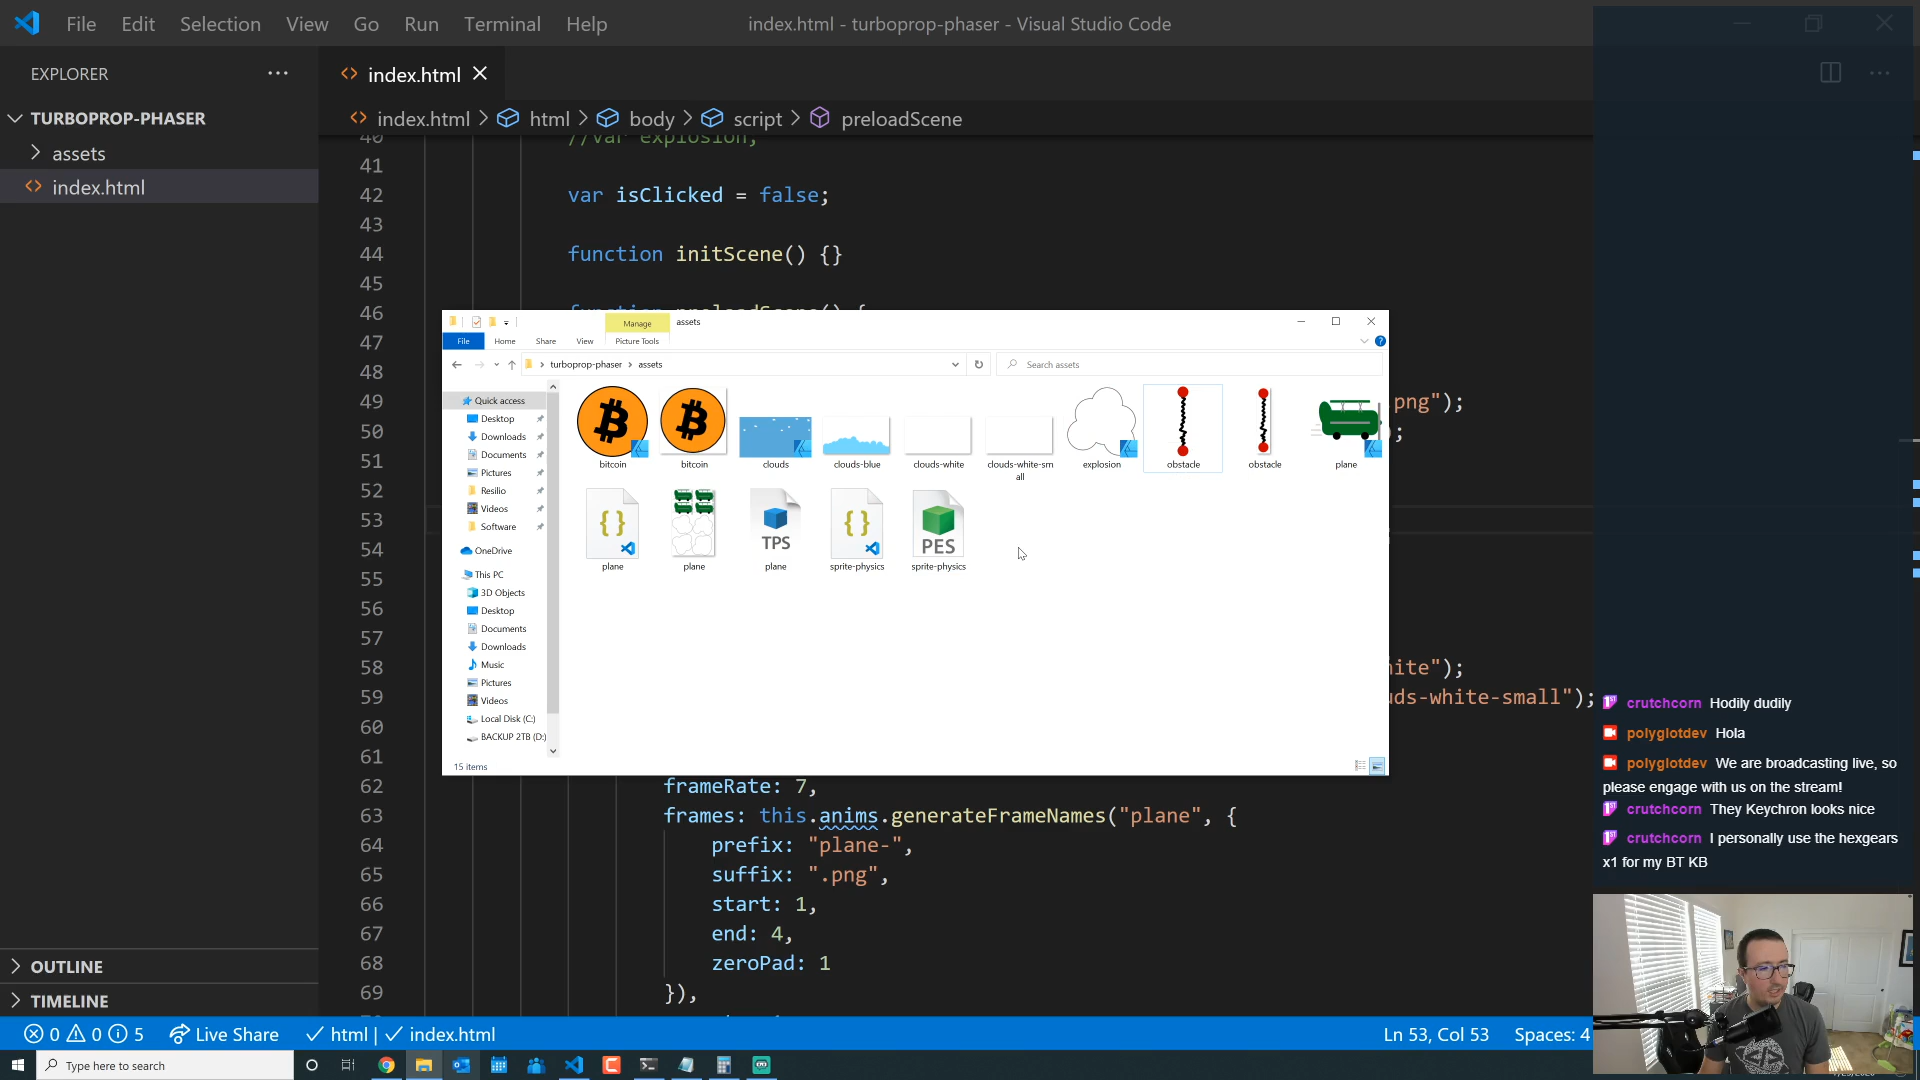 File Edit Selection View Go Run Terminal Help
index.html - turboprop-phaser - Visual Studio Code
EXPLORER
index.html
TURBOPROP-PHASER
assets
index.html
index.html > html > body > script > preloadScene
40 //var explosion;
41
42 var isClicked = false;
43
44 function initScene() {}
45
46 function preloadScene() {
47
48
49 png");
50 ;
51
52
53
54
55
56
57
58 hite");
59 uds-white-small");
60
61
62 frameRate: 7,
63 frames: this.anims.generateFrameNames("plane", {
64 prefix: "plane-",
65 suffix: ".png",
66 start: 1,
67 end: 4,
68 zeroPad: 1
69 }),
Manage assets
File Home Share View Picture Tools
turboprop-phaser > assets
Search assets
Quick access
Desktop
Downloads
Documents
Pictures
Resilio
Videos
Software
OneDrive
This PC
3D Objects
Desktop
Documents
Downloads
Music
Pictures
Videos
Local Disk (C:)
BACKUP 2TB (D:)
bitcoin
bitcoin
clouds
clouds-blue
clouds-white
clouds-white-sm
all
explosion
obstacle
obstacle
plane
{ }
plane
plane
TPS
plane
{ }
sprite-physics
PES
sprite-physics
15 items
crutchcorn Hodily dudily
polyglotdev Hola
polyglotdev We are broadcasting live, so
please engage with us on the stream!
crutchcorn They Keychron looks nice
crutchcorn I personally use the hexgears
x1 for my BT KB
OUTLINE
TIMELINE
0 0 5 Live Share html | index.html
Ln 53, Col 53 Spaces: 4
Type here to search